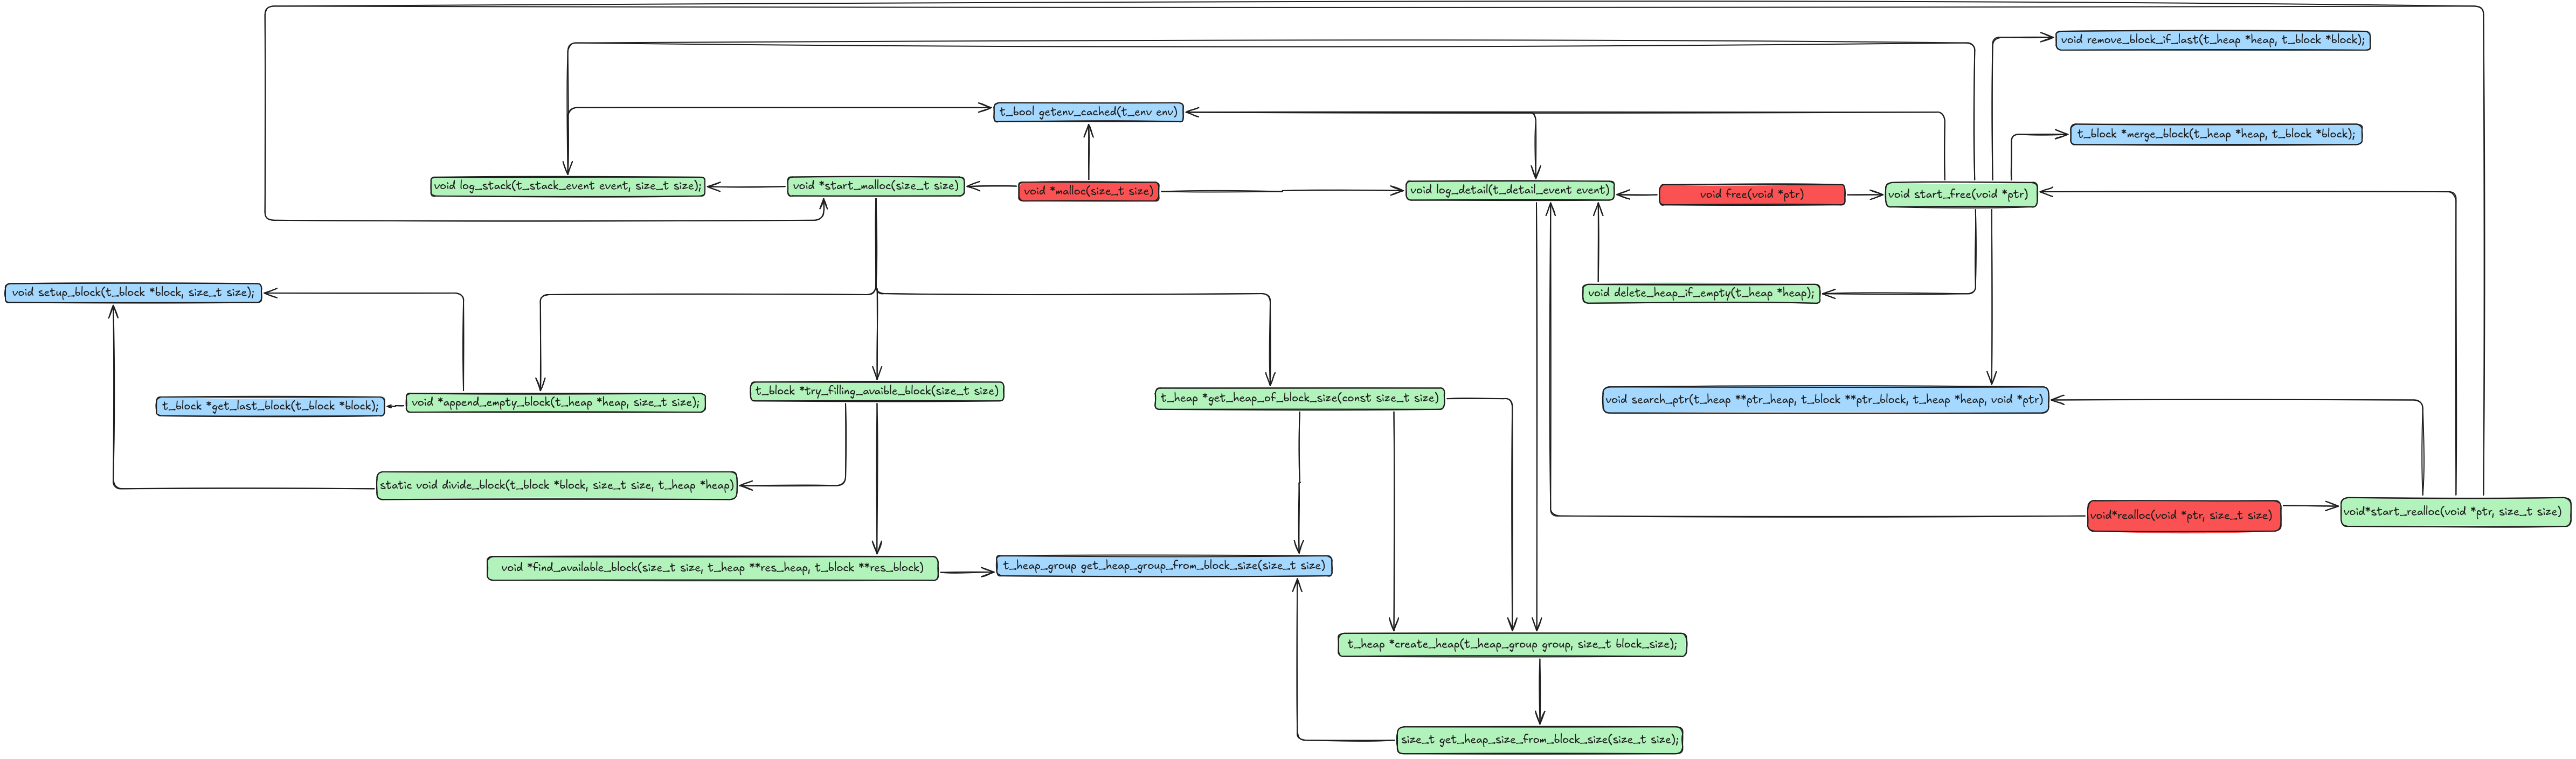 void remove_block_if_last(t_heap *heap, t_block *block);
t_bool getenv_cached(t_env env)
t_block *merge_block(t_heap *heap, t_block *block);
void log_stack(t_stack_event event, size_t size);
void *start_malloc(size_t size)
void *malloc(size_t size)
void log_detail(t_detail_event event)
void free(void *ptr)
void start_free(void *ptr)
void setup_block(t_block *block, size_t size);
void delete_heap_if_empty(t_heap *heap);
t_block *get_last_block(t_block *block);
void *append_empty_block(t_heap *heap, size_t size);
t_block *try_filling_avaible_block(size_t size)
t_heap *get_heap_of_block_size(const size_t size)
void search_ptr(t_heap **ptr_heap, t_block **ptr_block, t_heap *heap, void *ptr)
static void divide_block(t_block *block, size_t size, t_heap *heap)
void*realloc(void *ptr, size_t size)
void*start_realloc(void *ptr, size_t size)
void *find_available_block(size_t size, t_heap **res_heap, t_block **res_block)
t_heap_group get_heap_group_from_block_size(size_t size)
t_heap *create_heap(t_heap_group group, size_t block_size);
size_t get_heap_size_from_block_size(size_t size);